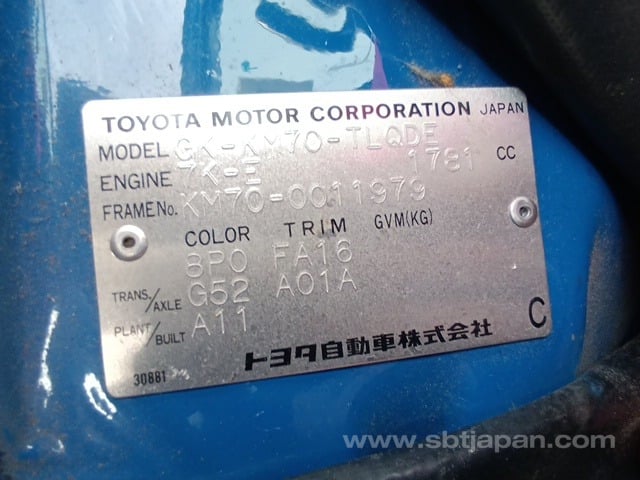 TOYOTA MOTOR CORPORATION JAPAN
MODEL GK-KM70-TLQDE
ENGINE 7K-E 1781 CC
FRAME No. KM70-0011979
COLOR TRIM GVM(KG)
8P0 FA16
TRANS./AXLE G52 A01A
PLANT/BUILT A11
トヨタ自動車株式会社 C
30881
www.sbtjapan.com